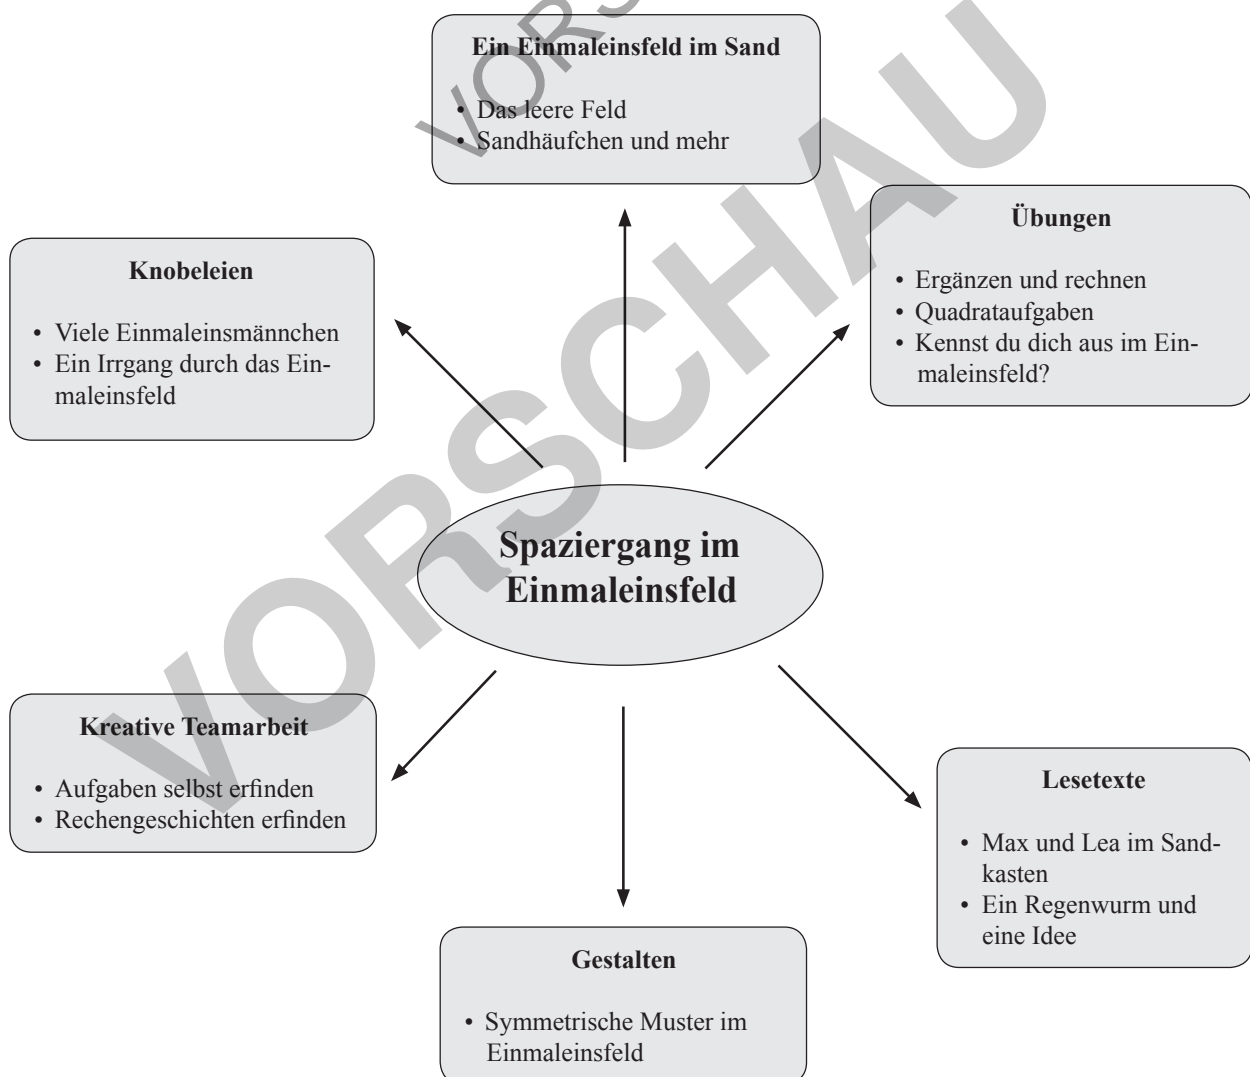 Ein Einmaleinsfeld im Sand
• Das leere Feld
• Sandhäufchen und mehr
Übungen
• Ergänzen und rechnen
• Quadrataufgaben
• Kennst du dich aus im Ein-
maleinsfeld?
Knobeleien
• Viele Einmaleinsmännchen
• Ein Irrgang durch das Ein-
maleinsfeld
Spaziergang im
Einmaleinsfeld
Kreative Teamarbeit
• Aufgaben selbst erfinden
• Rechengeschichten erfinden
Lesetexte
• Max und Lea im Sand-
kasten
• Ein Regenwurm und
eine Idee
Gestalten
• Symmetrische Muster im
Einmaleinsfeld
VORSCHAU